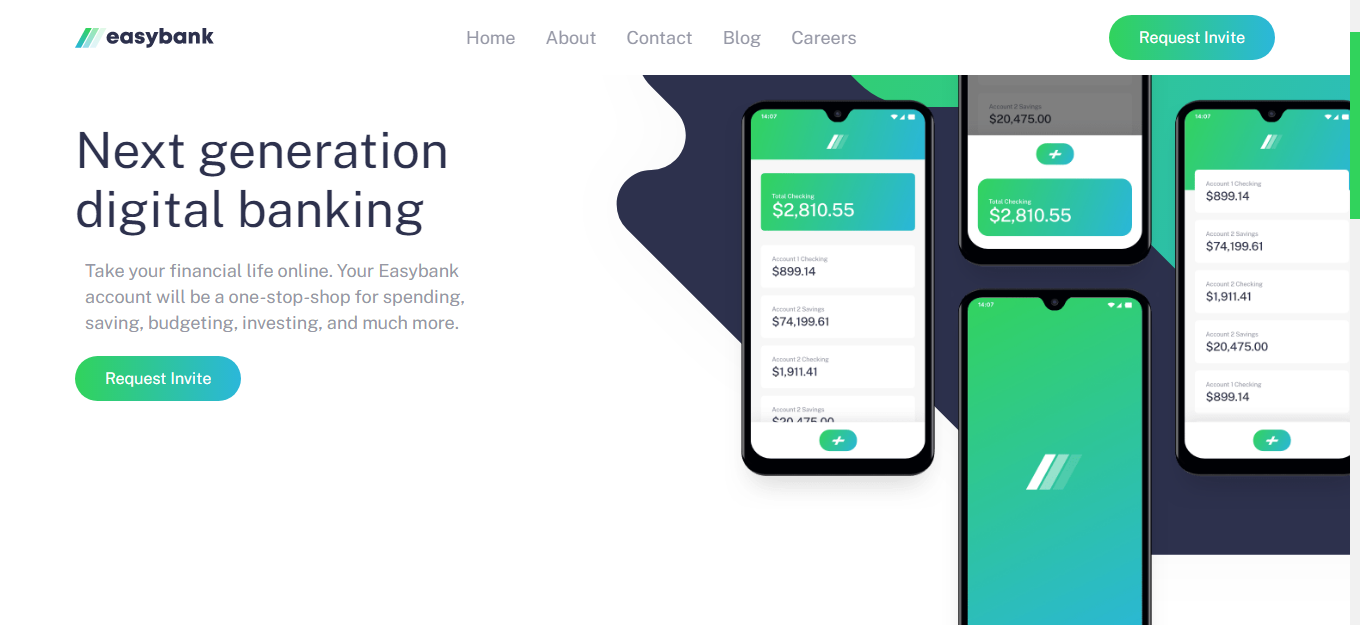 easybank
Home
About
Contact
Blog
Careers
Request Invite
Next generation
digital banking
Take your financial life online. Your Easybank
account will be a one-stop-shop for spending,
saving, budgeting, investing, and much more.
Request Invite
14:07
Total Checking
$2,810.55
Account 1 Checking
$899.14
Account 2 Savings
$74,199.61
Account 2 Checking
$1,911.41
Account 2 Savings
$20,475.00
Account 2 Savings
$20,475.00
Total Checking
$2,810.55
14:07
14:07
Account 1 Checking
$899.14
Account 2 Savings
$74,199.61
Account 2 Checking
$1,911.41
Account 2 Savings
$20,475.00
Account 1 Checking
$899.14